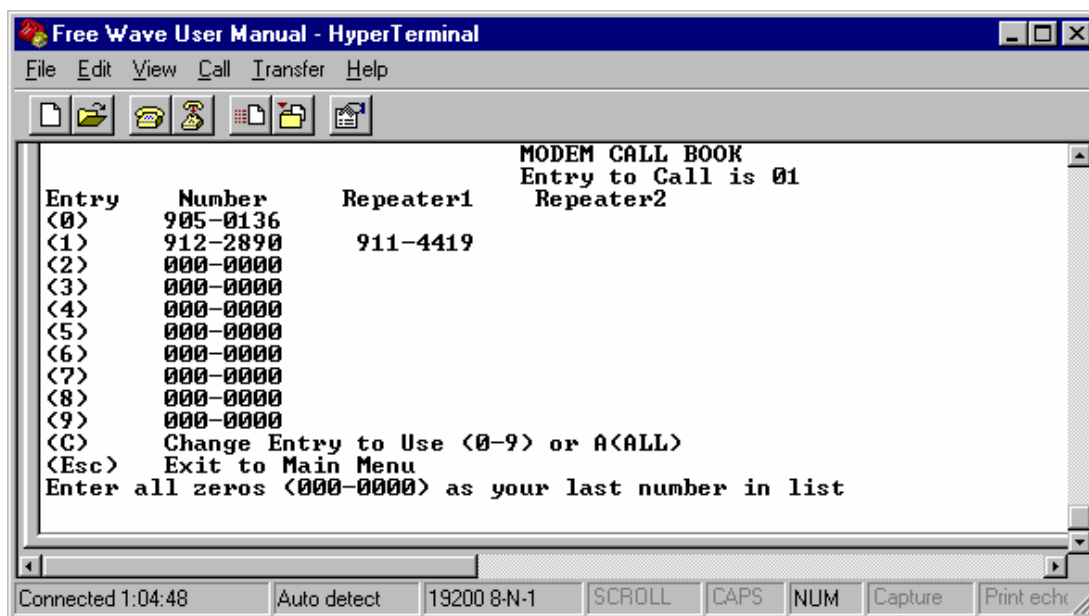 Free Wave User Manual - HyperTerminal
File Edit View Call Transfer Help
MODEM CALL BOOK
Entry to Call is 01
Entry Number Repeater1 Repeater2
(0) 905-0136
(1) 912-2890 911-4419
(2) 000-0000
(3) 000-0000
(4) 000-0000
(5) 000-0000
(6) 000-0000
(7) 000-0000
(8) 000-0000
(9) 000-0000
(C) Change Entry to Use (0-9) or A(ALL)
(Esc) Exit to Main Menu
Enter all zeros (000-0000) as your last number in list
Connected 1:04:48 Auto detect 19200 8-N-1 SCROLL CAPS NUM Capture Print echo